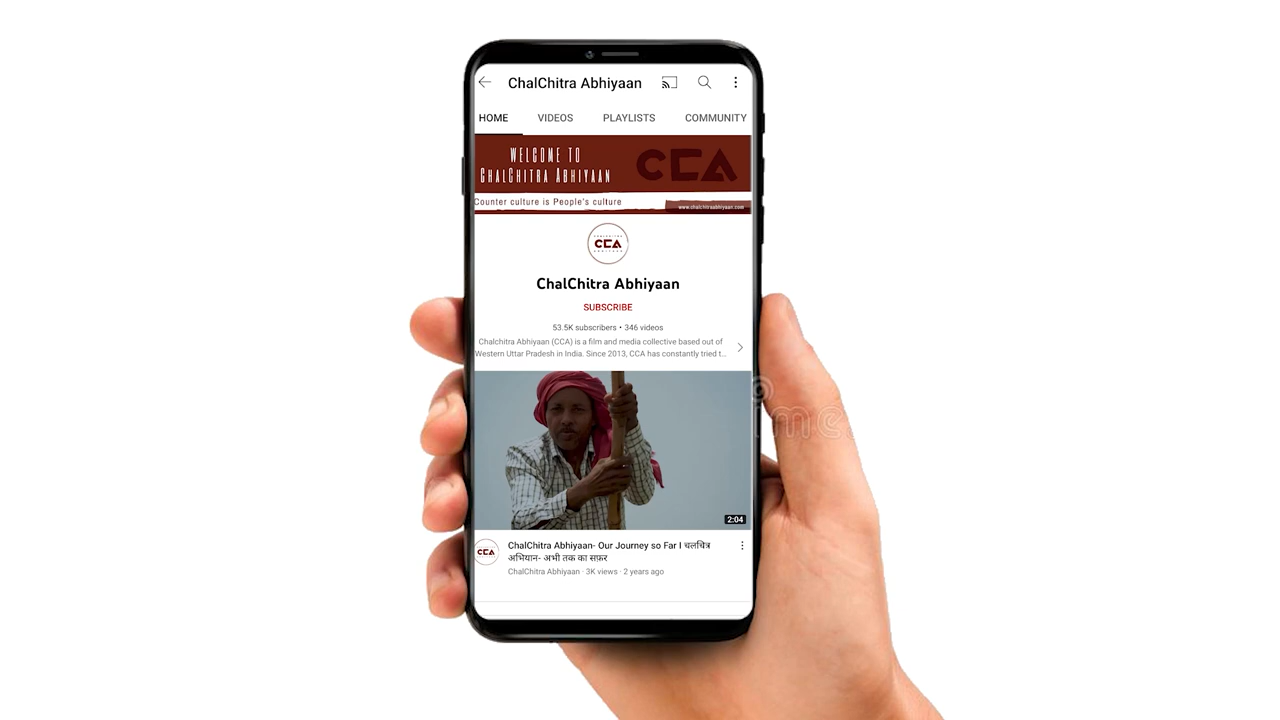 ChalChitra Abhiyaan
HOME VIDEOS PLAYLISTS COMMUNITY
WELCOME TO
CHALCHITRA ABHIYAAN
CCA
Counter culture is People's culture
www.chalchitraabhiyaan.com
CCA
ChalChitra Abhiyaan
SUBSCRIBE
53.5K subscribers • 346 videos
Chalchitra Abhiyaan (CCA) is a film and media collective based out of
Western Uttar Pradesh in India. Since 2013, CCA has constantly tried t...
2:04
CCA
ChalChitra Abhiyaan- Our Journey so Far I चलचित्र
अभियान- अभी तक का सफ़र
ChalChitra Abhiyaan · 3K views · 2 years ago